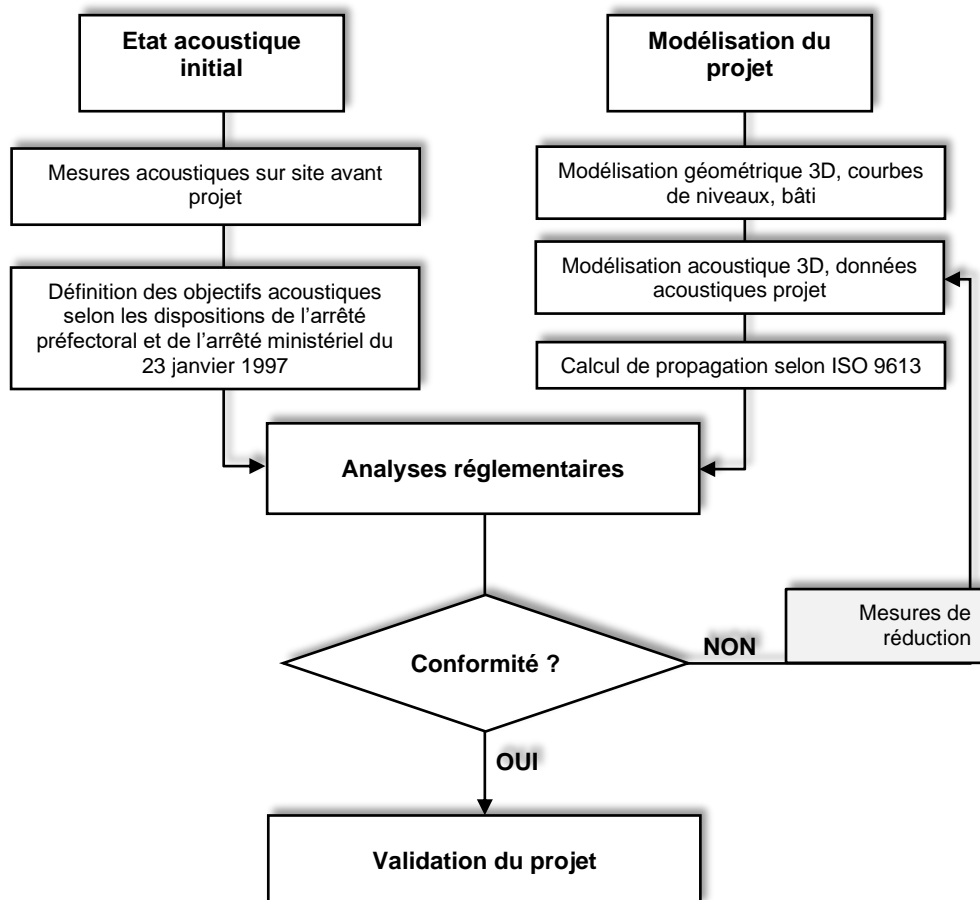 Etat acoustique
initial
Modélisation du
projet
Mesures acoustiques sur site avant
projet
Modélisation géométrique 3D, courbes
de niveaux, bâti
Définition des objectifs acoustiques
selon les dispositions de l’arrêté
préfectoral et de l’arrêté ministériel du
23 janvier 1997
Modélisation acoustique 3D, données
acoustiques projet
Calcul de propagation selon ISO 9613
Analyses réglementaires
Mesures de
réduction
Conformité ?
NON
OUI
Validation du projet